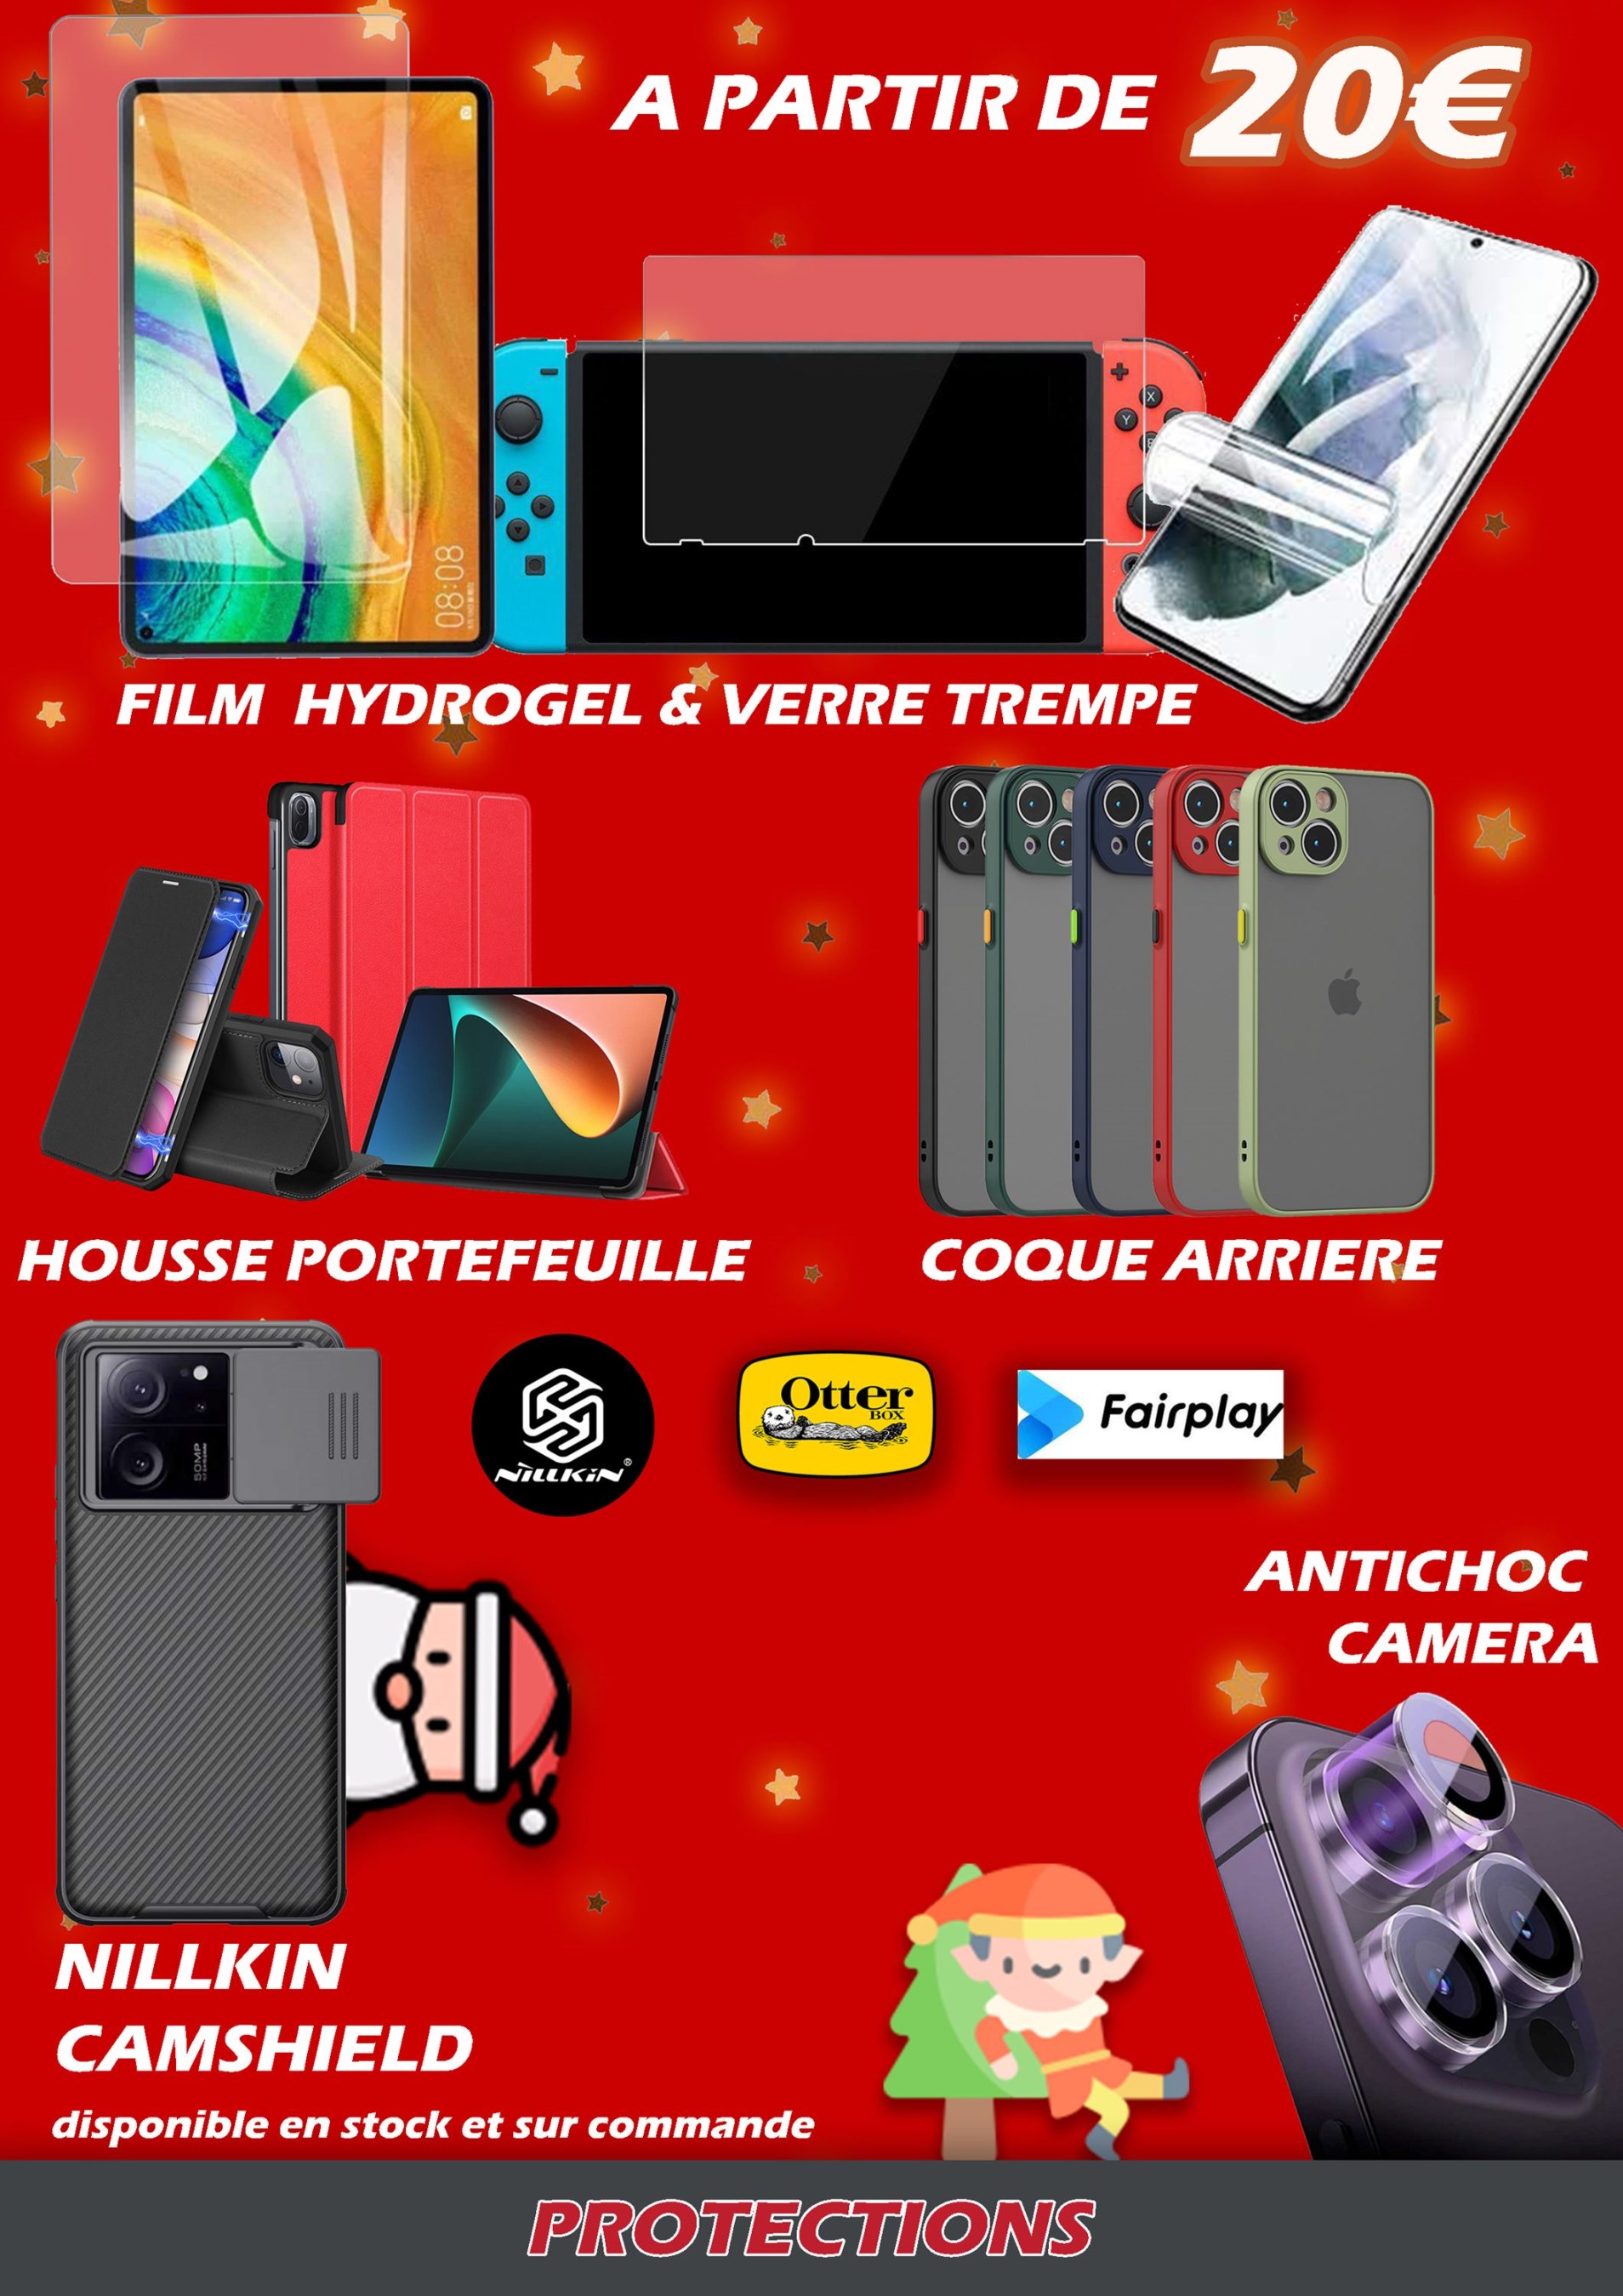 A PARTIR DE 20€
08:08
X
Y
FILM HYDROGEL & VERRE TREMPE
HOUSSE PORTEFEUILLE
COQUE ARRIERE
50MP
NILLKIN®
Otter
BOX
Fairplay
ANTICHOC
CAMERA
NILLKIN
CAMSHIELD
disponible en stock et sur commande
PROTECTIONS